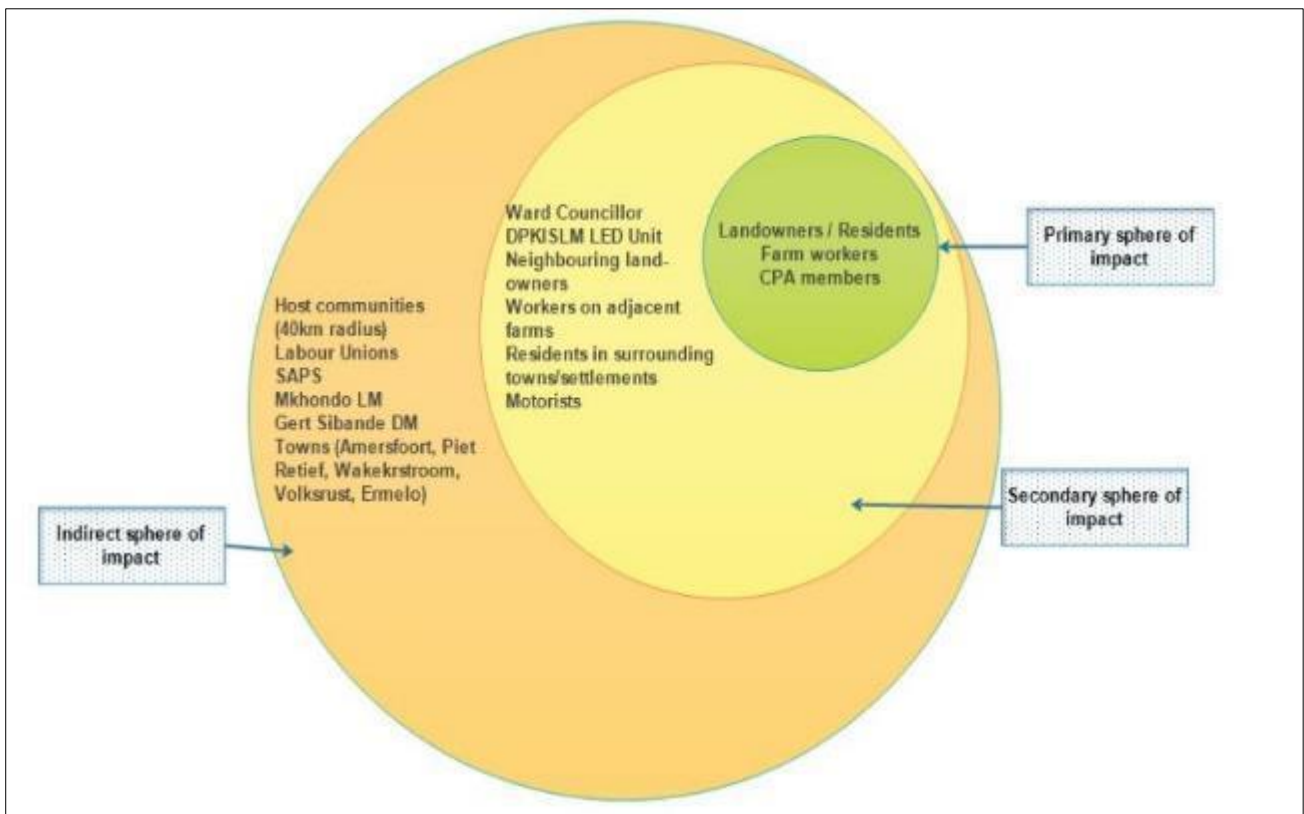 Ward Councillor
DPKISLM LED Unit
Neighbouring land-
owners
Workers on adjacent
farms
Residents in surrounding
towns/settlements
Motorists
Landowners / Residents
Farm workers
CPA members
Primary sphere of
impact
Host communities
(40km radius)
Labour Unions
SAPS
Mkhondo LM
Gert Sibande DM
Towns (Amersfoort, Piet
Retief, Wakekrstroom,
Volksrust, Ermelo)
Secondary sphere of
impact
Indirect sphere of
impact